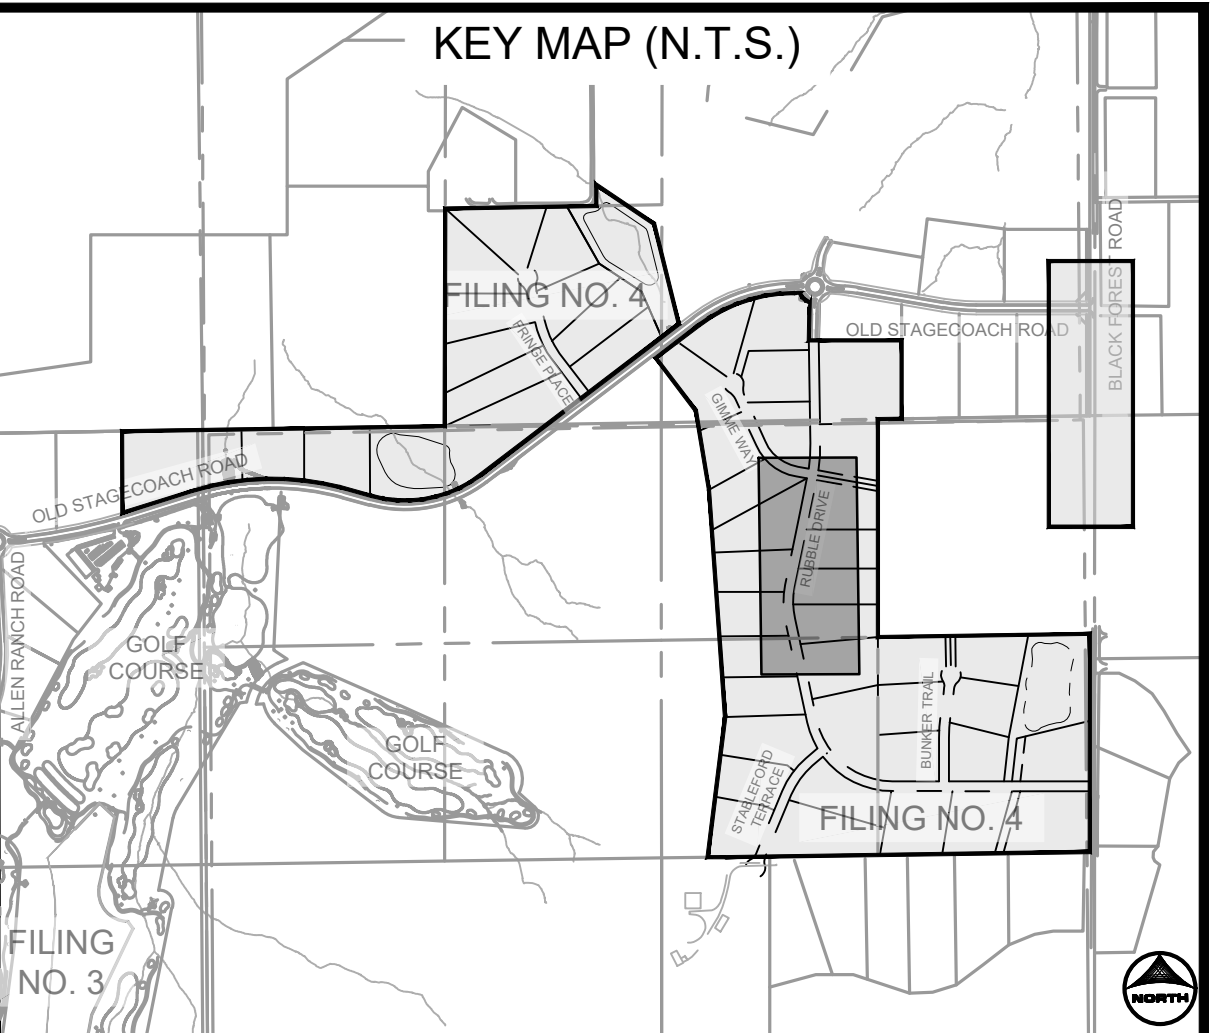 KEY MAP (N.T.S.)
BLACK FOREST ROAD
FILING NO. 4
OLD STAGECOACH ROAD
FRINGE PLACE
GIMME WAY
OLD STAGECOACH ROAD
RUBBLE DRIVE
ALLEN RANCH ROAD
GOLF
COURSE
BUNKER TRAIL
GOLF
COURSE
STABLEFORD
TERRACE
FILING NO. 4
FILING
NO. 3
NORTH